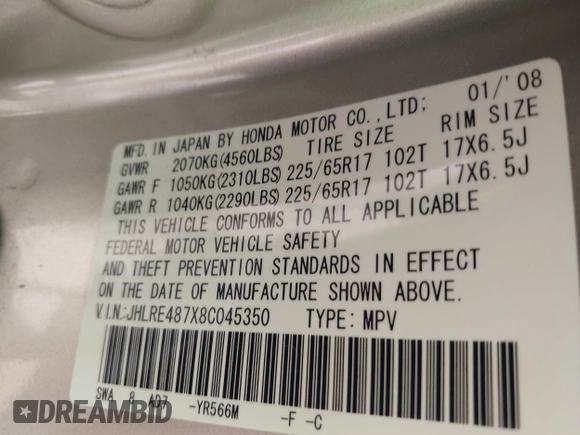 MFD. IN JAPAN BY HONDA MOTOR CO.,LTD; 01/'08
GVWR 2070KG(4560LBS) TIRE SIZE RIM SIZE
GAWR F 1050KG(2310LBS) 225/65R17 102T 17X6.5J
GAWR R 1040KG(2290LBS) 225/65R17 102T 17X6.5J
THIS VEHICLE CONFORMS TO ALL APPLICABLE
FEDERAL MOTOR VEHICLE SAFETY
AND THEFT PREVENTION STANDARDS IN EFFECT
ON THE DATE OF MANUFACTURE SHOWN ABOVE.
V.I.N.:JHLRE487X8C045350 TYPE: MPV
SWA 8 A07 -YR566M -F -C
DREAMBID